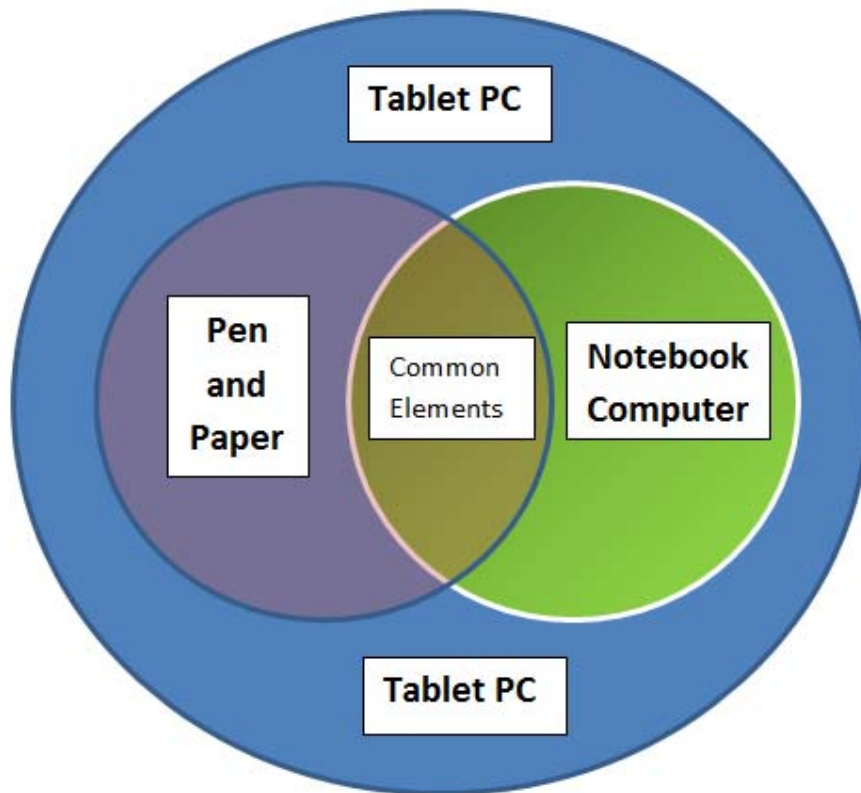 Tablet PC
Pen
and
Paper
Common
Elements
Notebook
Computer
Tablet PC